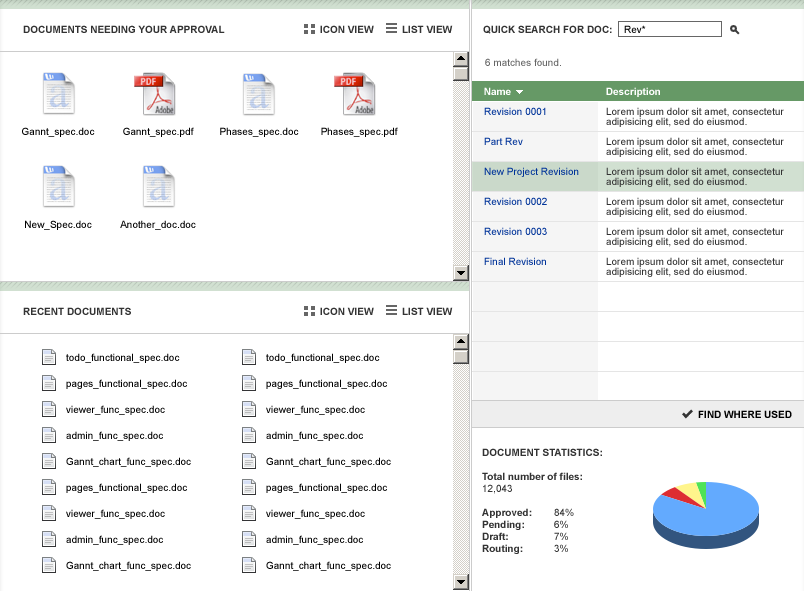 DOCUMENTS NEEDING YOUR APPROVAL
ICON VIEW
LIST VIEW
PDF
Adobe
PDF
Adobe
Gannt_spec.doc
Gannt_spec.pdf
Phases_spec.doc
Phases_spec.pdf
New_Spec.doc
Another_doc.doc
RECENT DOCUMENTS
ICON VIEW
LIST VIEW
todo_functional_spec.doc
todo_functional_spec.doc
pages_functional_spec.doc
pages_functional_spec.doc
viewer_func_spec.doc
viewer_func_spec.doc
admin_func_spec.doc
admin_func_spec.doc
Gannt_chart_func_spec.doc
Gannt_chart_func_spec.doc
pages_functional_spec.doc
pages_functional_spec.doc
viewer_func_spec.doc
viewer_func_spec.doc
admin_func_spec.doc
admin_func_spec.doc
Gannt_chart_func_spec.doc
Gannt_chart_func_spec.doc
QUICK SEARCH FOR DOC: Rev*
6 matches found.
Name Description
Revision 0001
Lorem ipsum dolor sit amet, consectetur
adipisicing elit, sed do eiusmod.
Part Rev
Lorem ipsum dolor sit amet, consectetur
adipisicing elit, sed do eiusmod.
New Project Revision
Lorem ipsum dolor sit amet, consectetur
adipisicing elit, sed do eiusmod.
Revision 0002
Lorem ipsum dolor sit amet, consectetur
adipisicing elit, sed do eiusmod.
Revision 0003
Lorem ipsum dolor sit amet, consectetur
adipisicing elit, sed do eiusmod.
Final Revision
Lorem ipsum dolor sit amet, consectetur
adipisicing elit, sed do eiusmod.
FIND WHERE USED
DOCUMENT STATISTICS:
Total number of files:
12,043
Approved: 84%
Pending: 6%
Draft: 7%
Routing: 3%